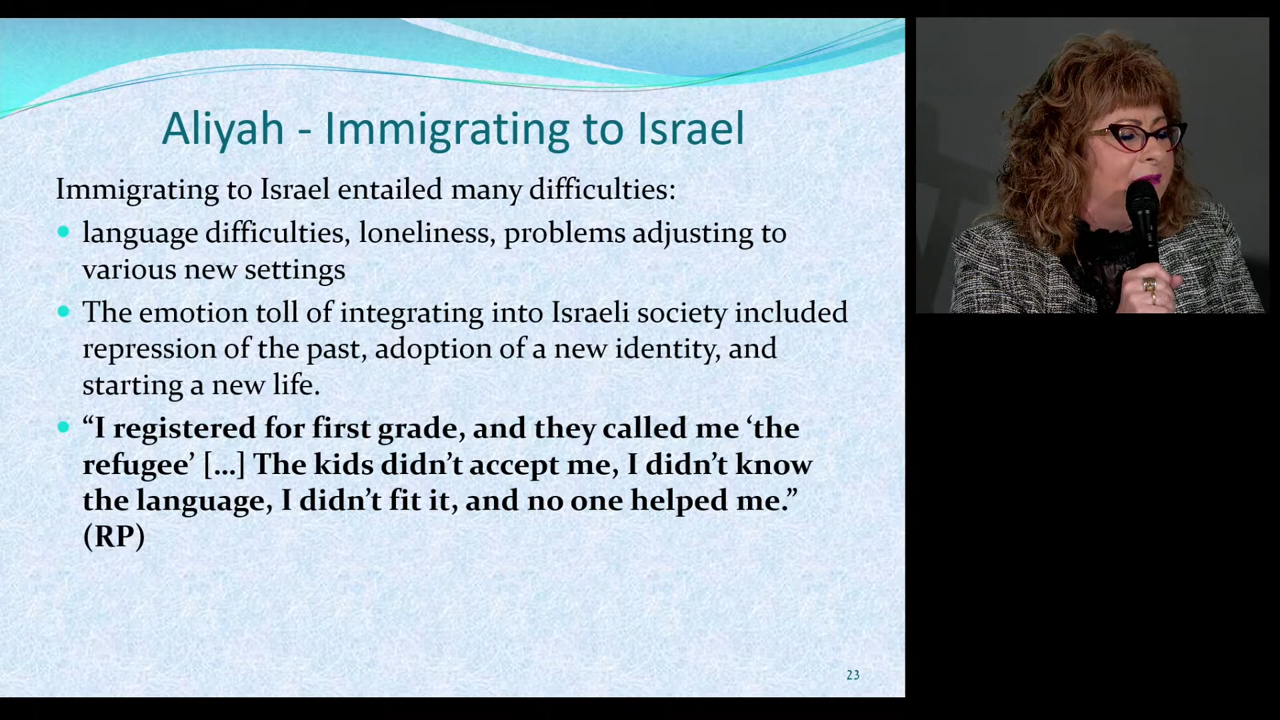 Aliyah - Immigrating to Israel
Immigrating to Israel entailed many difficulties:
• language difficulties, loneliness, problems adjusting to
various new settings
• The emotion toll of integrating into Israeli society included
repression of the past, adoption of a new identity, and
starting a new life.
• “I registered for first grade, and they called me ‘the
refugee’ […] The kids didn’t accept me, I didn’t know
the language, I didn’t fit it, and no one helped me.”
(RP)
23